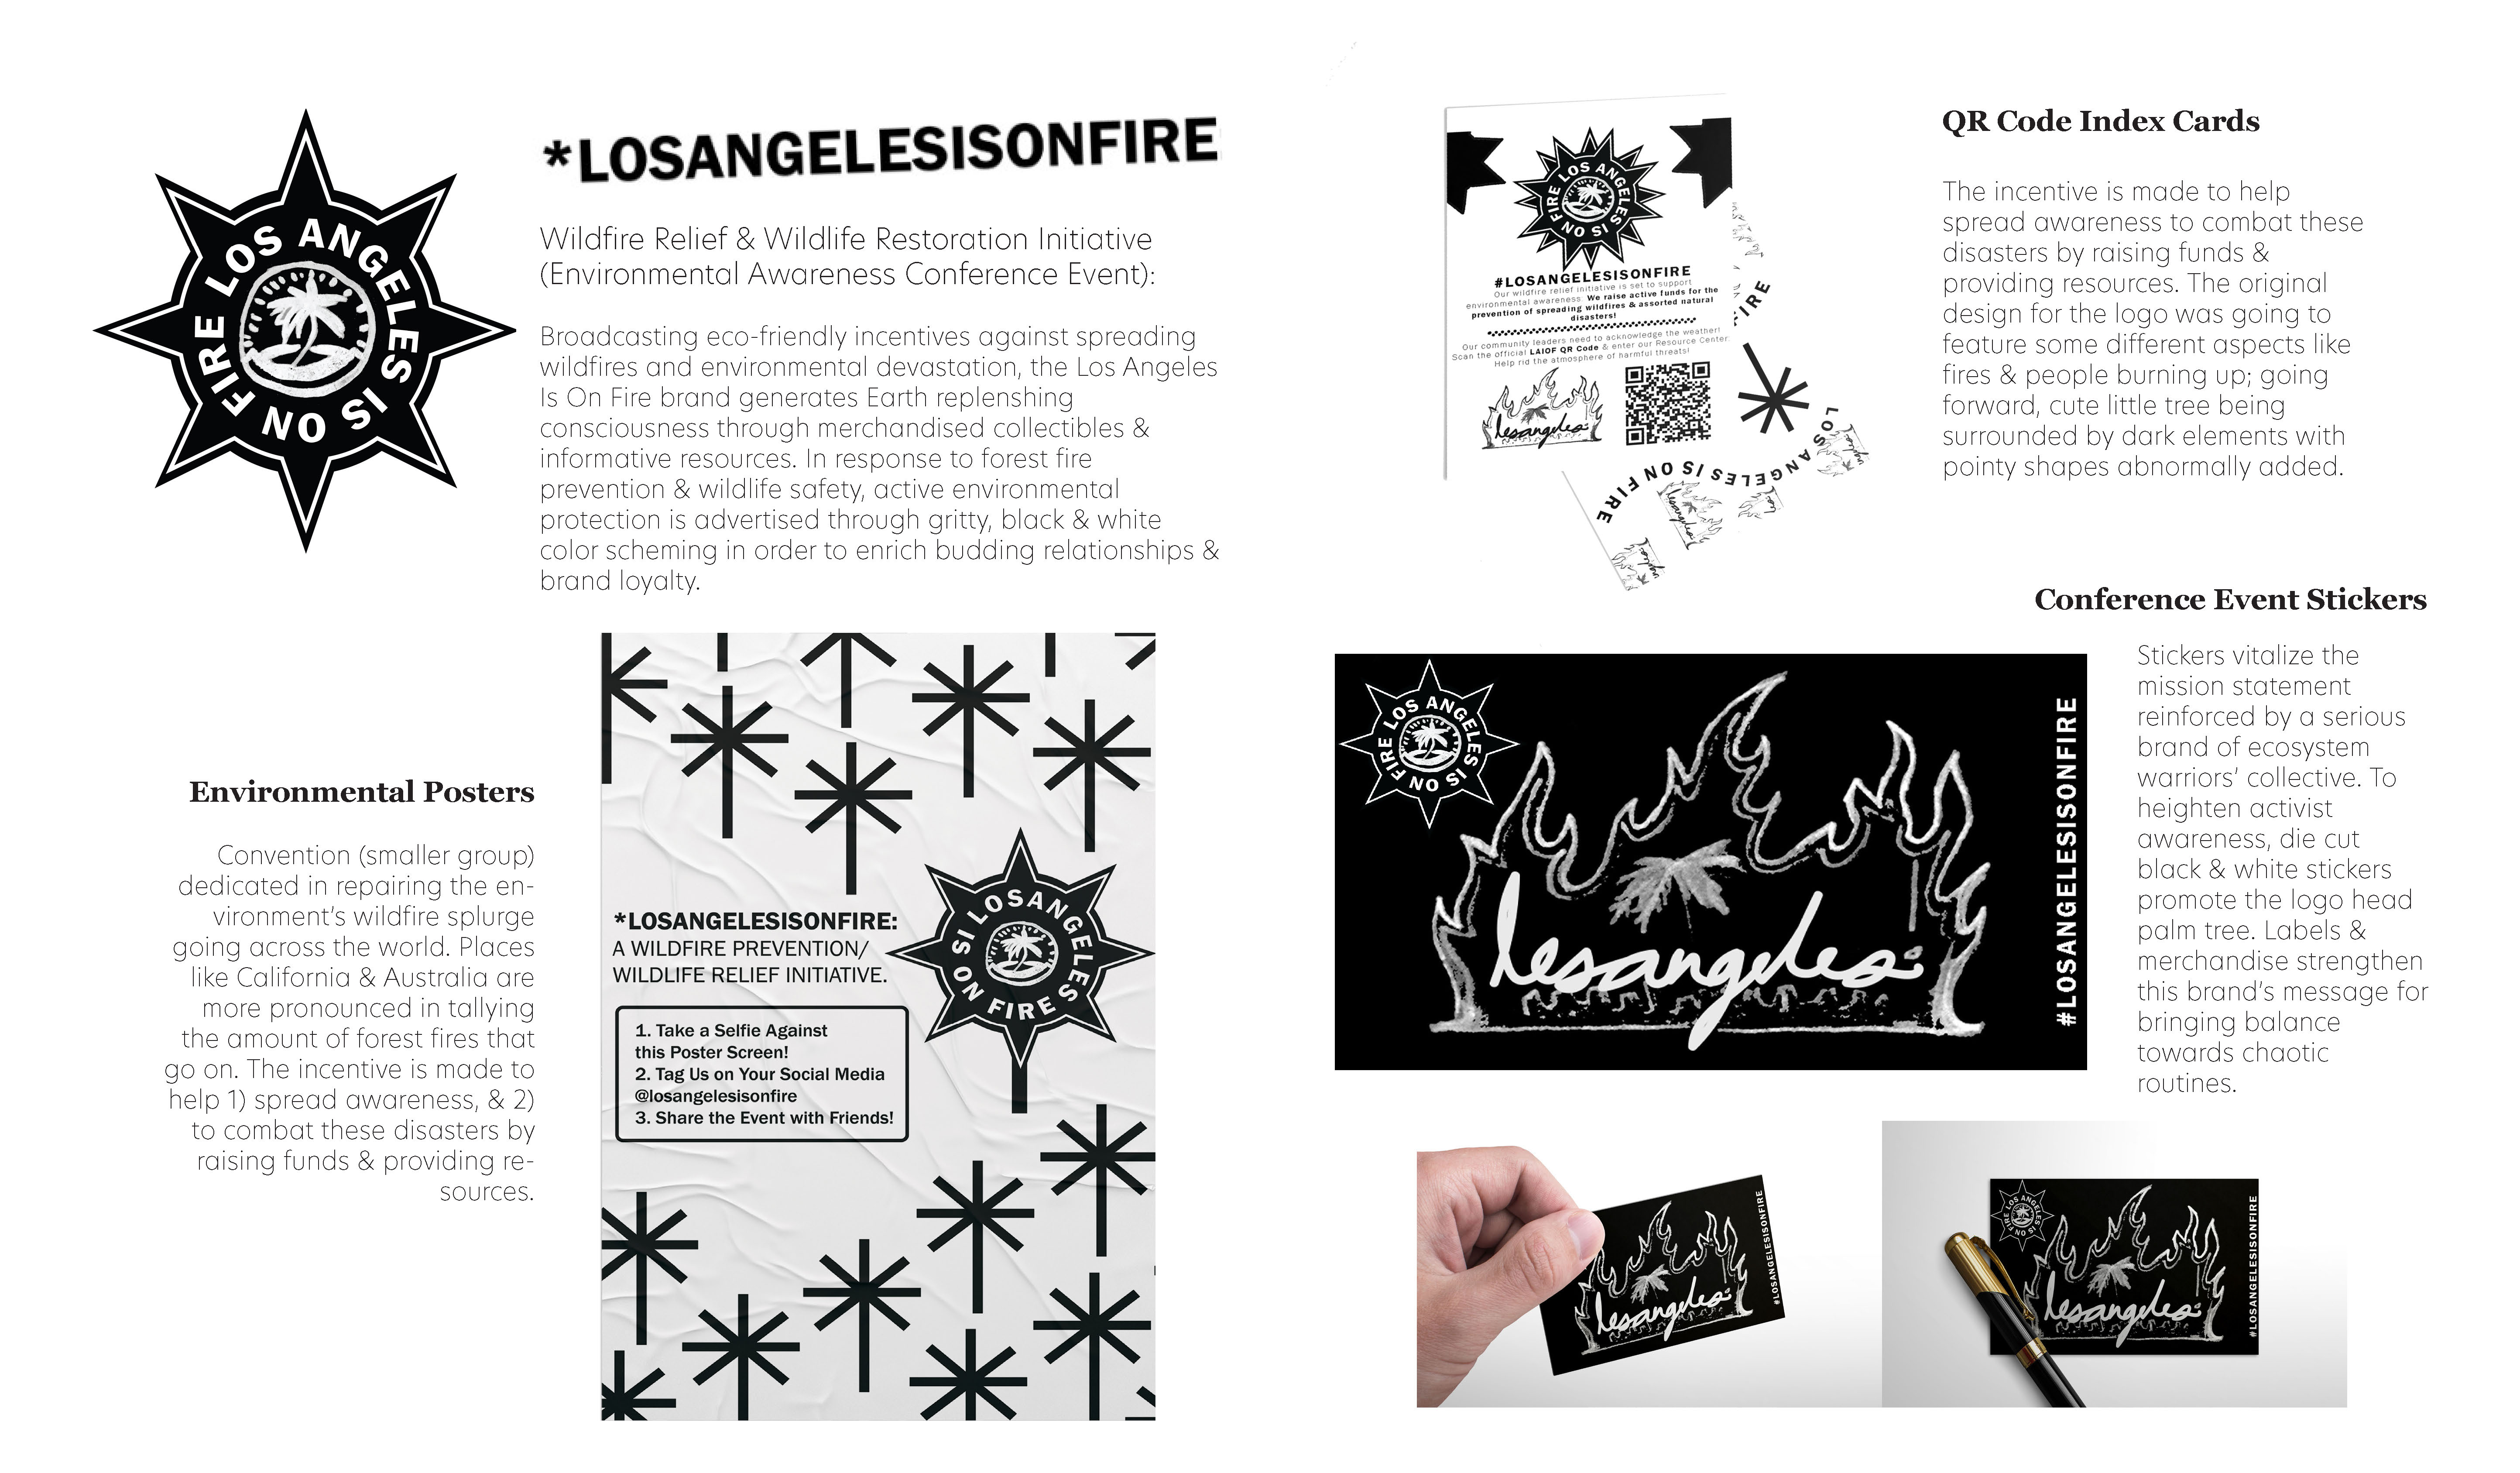 LOS ANGELES IS ON FIRE
*LOSANGELESISONFIRE
Wildfire Relief & Wildlife Restoration Initiative
(Environmental Awareness Conference Event):
Broadcasting eco-friendly incentives against spreading
wildfires and environmental devastation, the Los Angeles
Is On Fire brand generates Earth replenshing
consciousness through merchandised collectibles &
informative resources. In response to forest fire
prevention & wildlife safety, active environmental
protection is advertised through gritty, black & white
color scheming in order to enrich budding relationships &
brand loyalty.
Environmental Posters
Convention (smaller group)
dedicated in repairing the en-
vironment's wildfire splurge
going across the world. Places
like California & Australia are
more pronounced in tallying
the amount of forest fires that
go on. The incentive is made to
help 1) spread awareness, & 2)
to combat these disasters by
raising funds & providing re-
sources.
*LOSANGELESISONFIRE:
A WILDFIRE PREVENTION/
WILDLIFE RELIEF INITIATIVE.
1. Take a Selfie Against
this Poster Screen!
2. Tag Us on Your Social Media
@losangelesisonfire
3. Share the Event with Friends!
LOSANGELES SI ON FIRE
LOS ANGELES IS ON FIRE
#LOSANGELESISONFIRE
Our wildfire relief initiative is set to support
environmental awareness. We raise active funds for the
prevention of spreading wildfires & assorted natural
disasters!
Our community leaders need to acknowledge the weather!
Scan the official LAIOF QR Code & enter our Resource Center.
Help rid the atmosphere of harmful threats!
losangeles
FIRE
LOS ANGELES IS ON FIRE
QR Code Index Cards
The incentive is made to help
spread awareness to combat these
disasters by raising funds &
providing resources. The original
design for the logo was going to
feature some different aspects like
fires & people burning up; going
forward, cute little tree being
surrounded by dark elements with
pointy shapes abnormally added.
Conference Event Stickers
Stickers vitalize the
mission statement
reinforced by a serious
brand of ecosystem
warriors' collective. To
heighten activist
awareness, die cut
black & white stickers
promote the logo head
palm tree. Labels &
merchandise strengthen
this brand's message for
bringing balance
towards chaotic
routines.
LOS ANGELES IS ON FIRE
losangeles
#LOSANGELESISONFIRE
losangeles
#LOSANGELESISONFIRE
LOS ANGELES IS ON FIRE
losangeles
#LOSANGELESISONFIRE